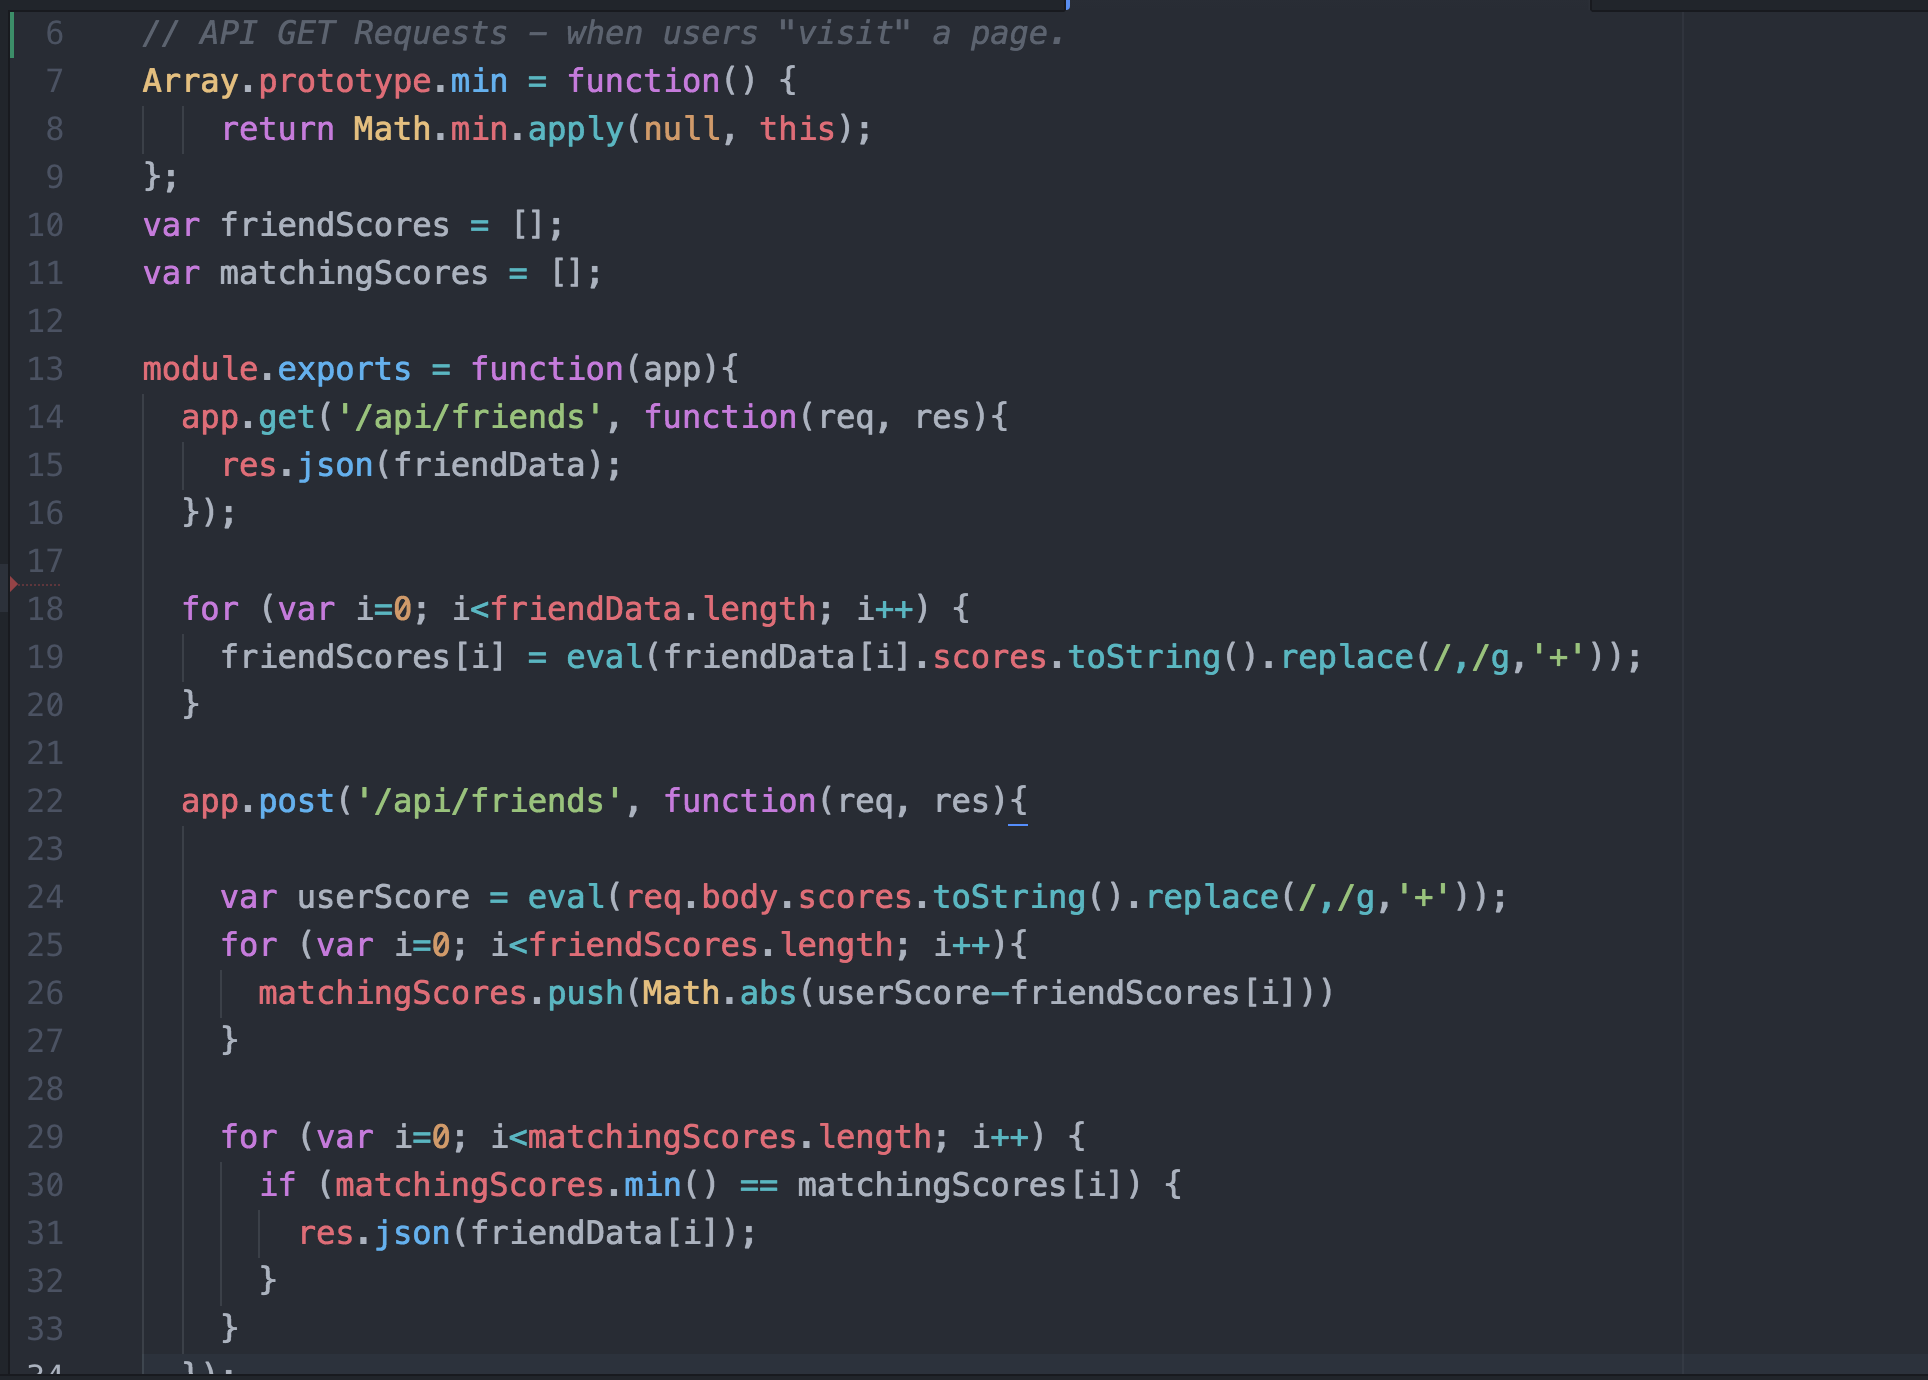 6 // API GET Requests – when users "visit" a page.
7 Array.prototype.min = function() {
8     return Math.min.apply(null, this);
9 };
10 var friendScores = [];
11 var matchingScores = [];
12
13 module.exports = function(app){
14   app.get('/api/friends', function(req, res){
15     res.json(friendData);
16   });
17
18   for (var i=0; i<friendData.length; i++) {
19     friendScores[i] = eval(friendData[i].scores.toString().replace(/,/g,'+'));
20   }
21
22   app.post('/api/friends', function(req, res){
23
24     var userScore = eval(req.body.scores.toString().replace(/,/g,'+'));
25     for (var i=0; i<friendScores.length; i++){
26       matchingScores.push(Math.abs(userScore-friendScores[i]))
27     }
28
29     for (var i=0; i<matchingScores.length; i++) {
30       if (matchingScores.min() == matchingScores[i]) {
31         res.json(friendData[i]);
32       }
33     }
34   });